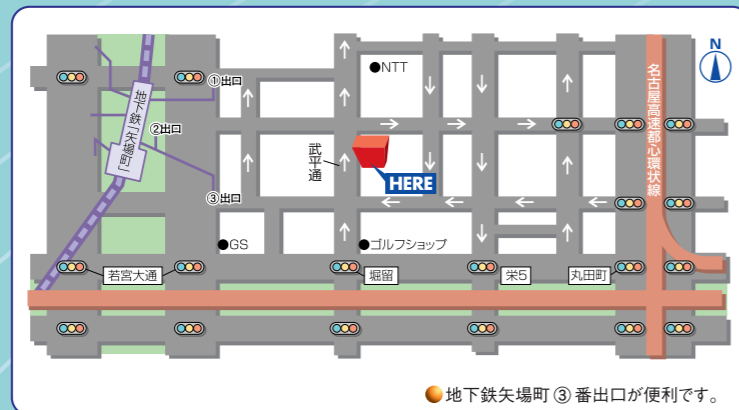 N
●NTT
①出口
名古屋高速都心環状線
地下鉄「矢場町」
②出口
武平通
HERE
③出口
●GS
●ゴルフショップ
若宮大通
堀留
栄5
丸田町
●地下鉄矢場町③番出口が便利です。